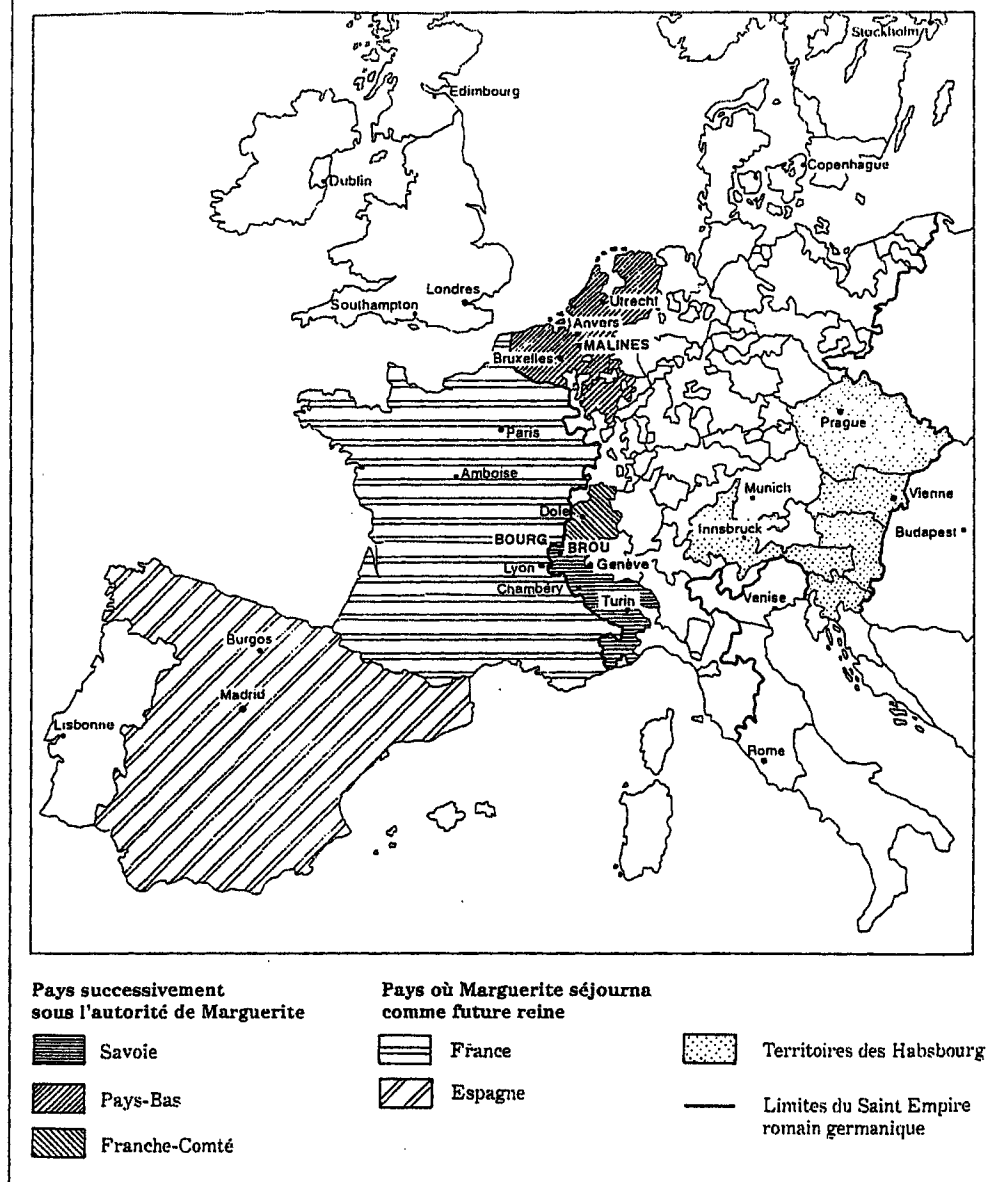 Stockholm
Edimbourg
Copenhague
Dublin
Londres
Southampton
Utrecht
Anvers
MALINES
Bruxelles
Prague
Paris
Amboise
Munich
Vienne
Dole
Innsbruck
Budapest
BOURG
BROU
Lyon
Genève
Chambéry
Turin
Venise
Burgos
Madrid
Lisbonne
Rome
Pays successivement
sous l'autorité de Marguerite
Savoie
Pays-Bas
Franche-Comté
Pays où Marguerite séjourna
comme future reine
France
Espagne
Territoires des Habsbourg
Limites du Saint Empire
romain germanique